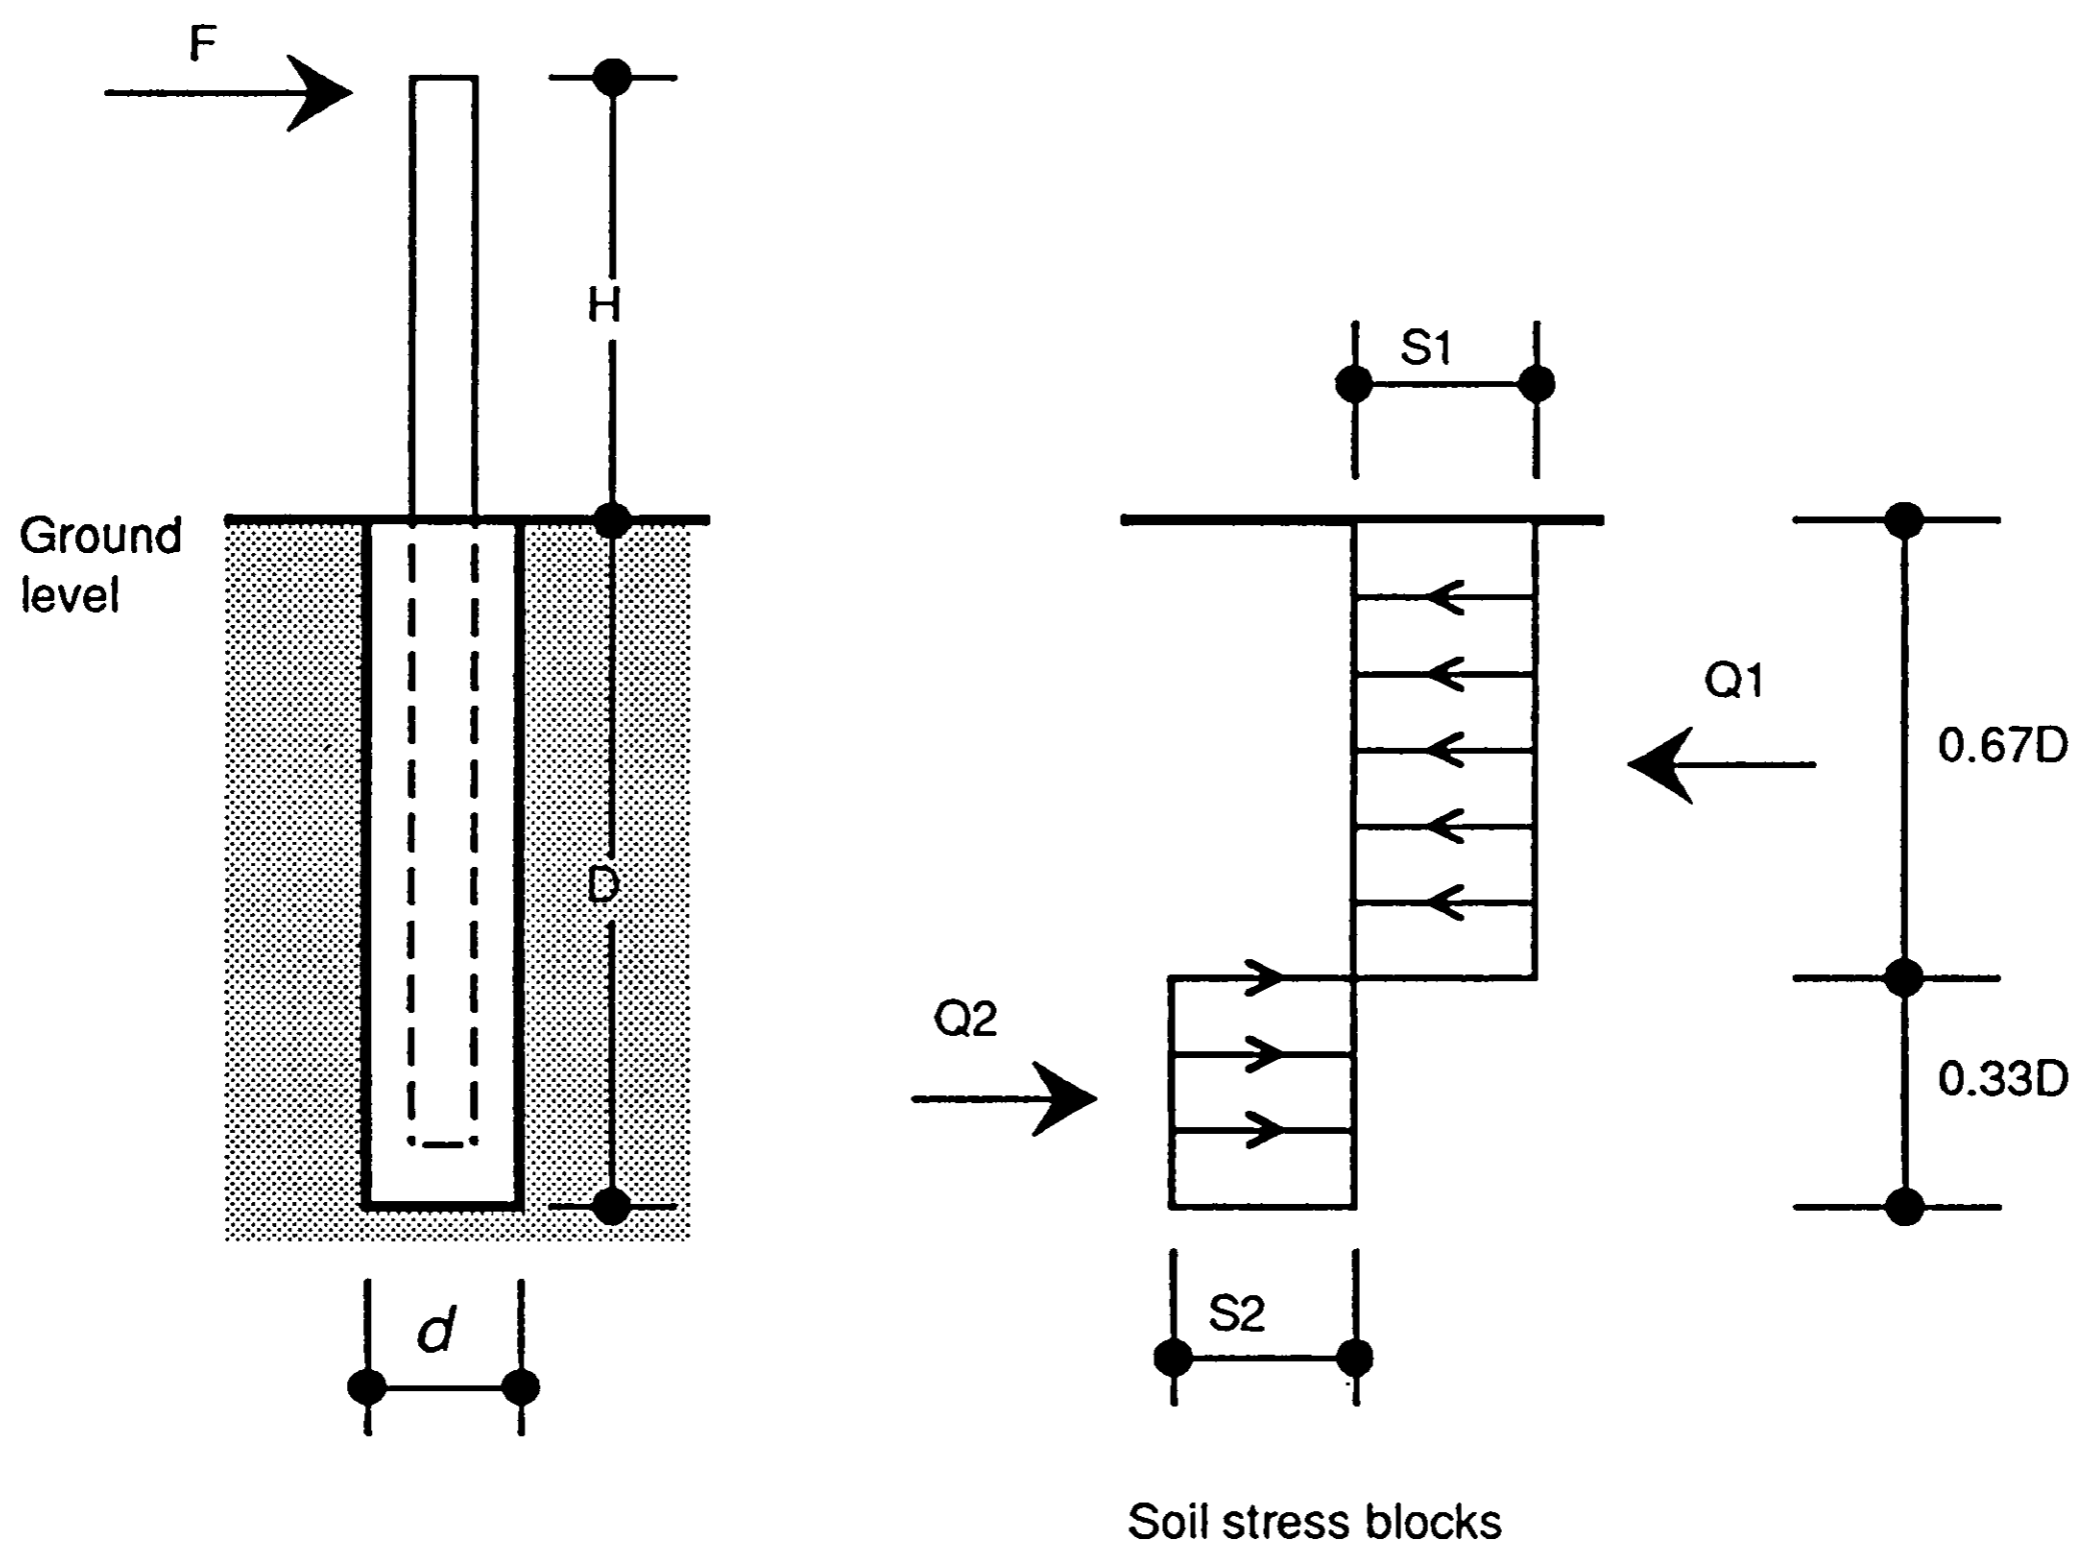 F
H
Ground
level
D
d
S1
Q1
0.67D
Q2
0.33D
S2
Soil stress blocks